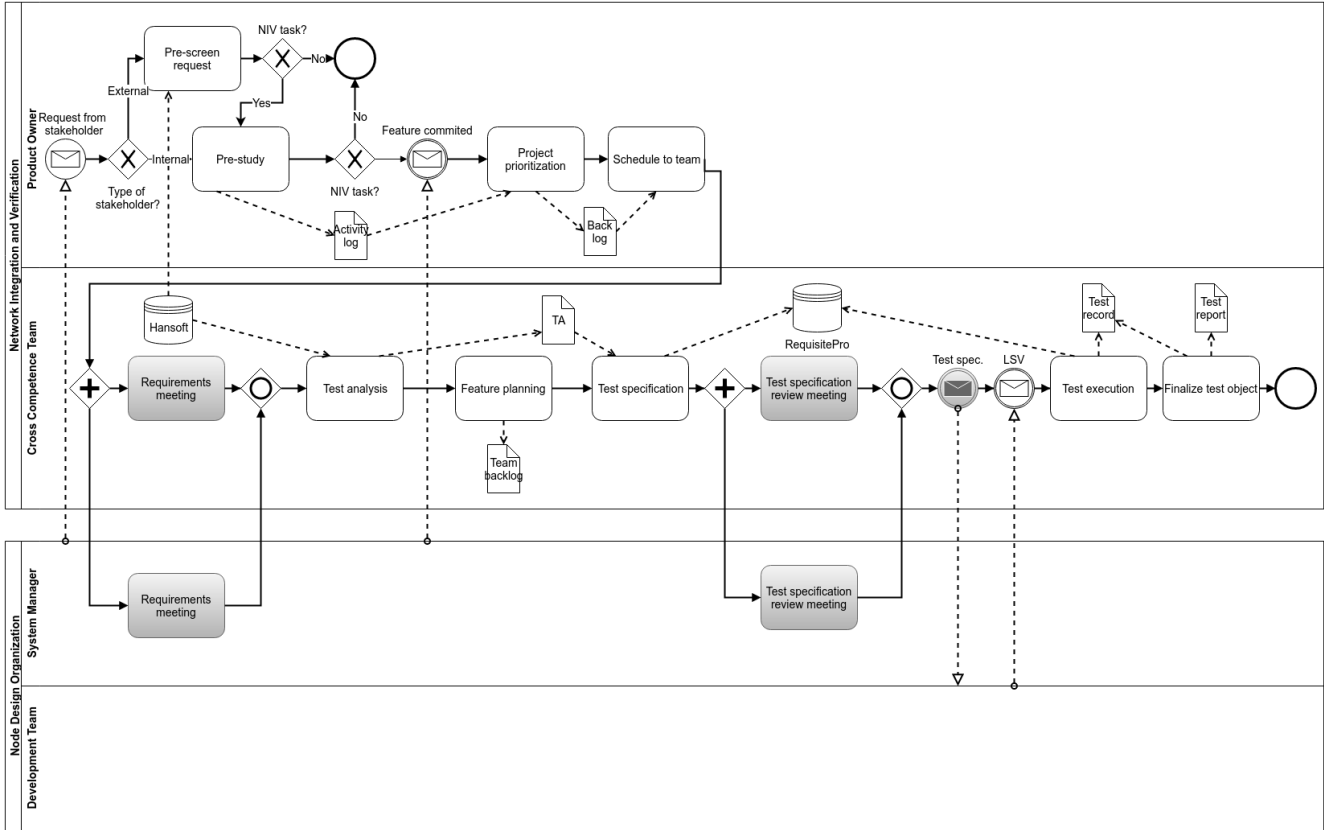 Network Integration and Verification
Product Owner
NIV task?
Pre-screen
request
No
External
Yes
No
Request from
stakeholder
Feature commited
Internal
Pre-study
Project
prioritization
Schedule to team
Type of
stakeholder?
NIV task?
Activity
log
Back
log
Cross Competence Team
Hansoft
TA
RequisitePro
Test
record
Test
report
Requirements
meeting
Test analysis
Feature planning
Test specification
Test specification
review meeting
Test spec.
LSV
Test execution
Finalize test object
Team
backlog
Node Design Organization
System Manager
Requirements
meeting
Test specification
review meeting
Development Team